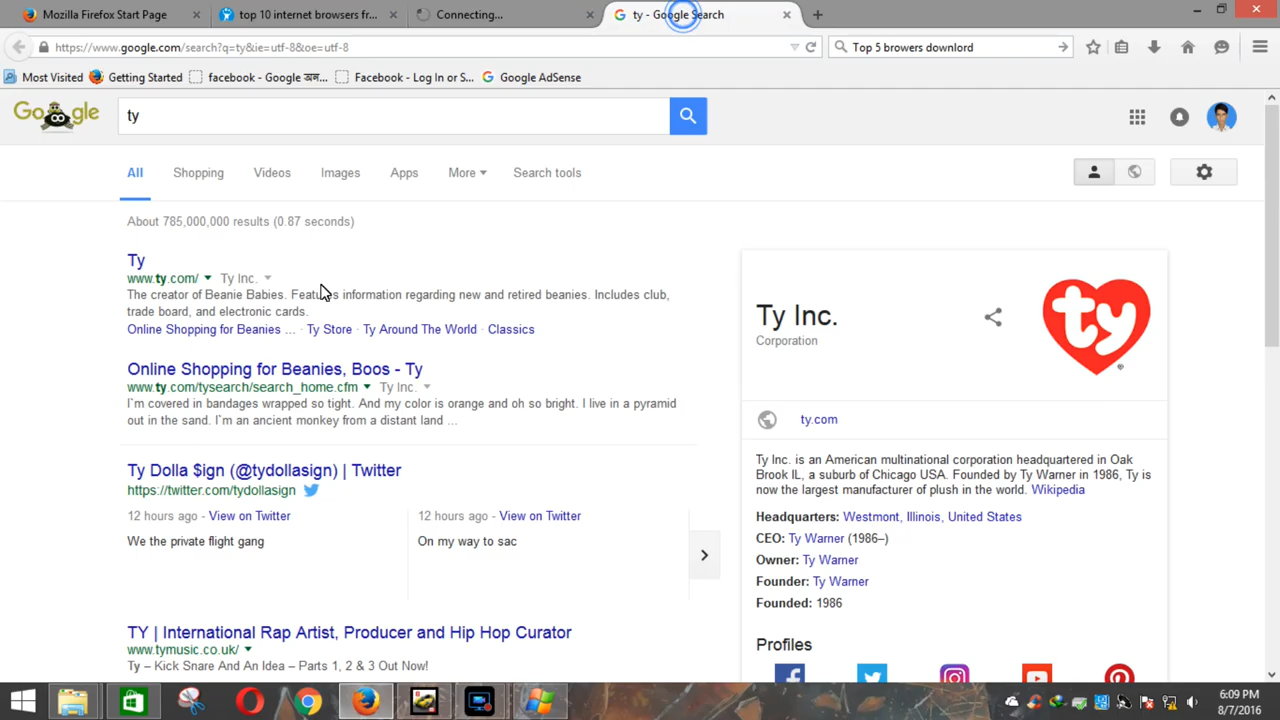 Mozilla Firefox Start Page
top 10 internet browsers fr...
Connecting...
ty - Google Search
https://www.google.com/search?q=ty&ie=utf-8&oe=utf-8
Top 5 browers downlord
Most Visited
Getting Started
facebook - Google অন...
Facebook - Log In or S...
Google AdSense
Google
ty
All
Shopping
Videos
Images
Apps
More
Search tools
About 785,000,000 results (0.87 seconds)
Ty
www.ty.com/ Ty Inc.
The creator of Beanie Babies. Features information regarding new and retired beanies. Includes club,
trade board, and electronic cards.
Online Shopping for Beanies ... · Ty Store · Ty Around The World · Classics
Online Shopping for Beanies, Boos - Ty
www.ty.com/tysearch/search_home.cfm Ty Inc.
I`m covered in bandages wrapped so tight. And my color is orange and oh so bright. I live in a pyramid
out in the sand. I`m an ancient monkey from a distant land ...
Ty Dolla $ign (@tydollasign) | Twitter
https://twitter.com/tydollasign
12 hours ago - View on Twitter
We the private flight gang
12 hours ago - View on Twitter
On my way to sac
TY | International Rap Artist, Producer and Hip Hop Curator
www.tymusic.co.uk/
Ty – Kick Snare And An Idea – Parts 1, 2 & 3 Out Now!
Ty Inc.
Corporation
ty
®
ty.com
Ty Inc. is an American multinational corporation headquartered in Oak
Brook IL, a suburb of Chicago USA. Founded by Ty Warner in 1986, Ty is
now the largest manufacturer of plush in the world. Wikipedia
Headquarters: Westmont, Illinois, United States
CEO: Ty Warner (1986–)
Owner: Ty Warner
Founder: Ty Warner
Founded: 1986
Profiles
6:09 PM
8/7/2016